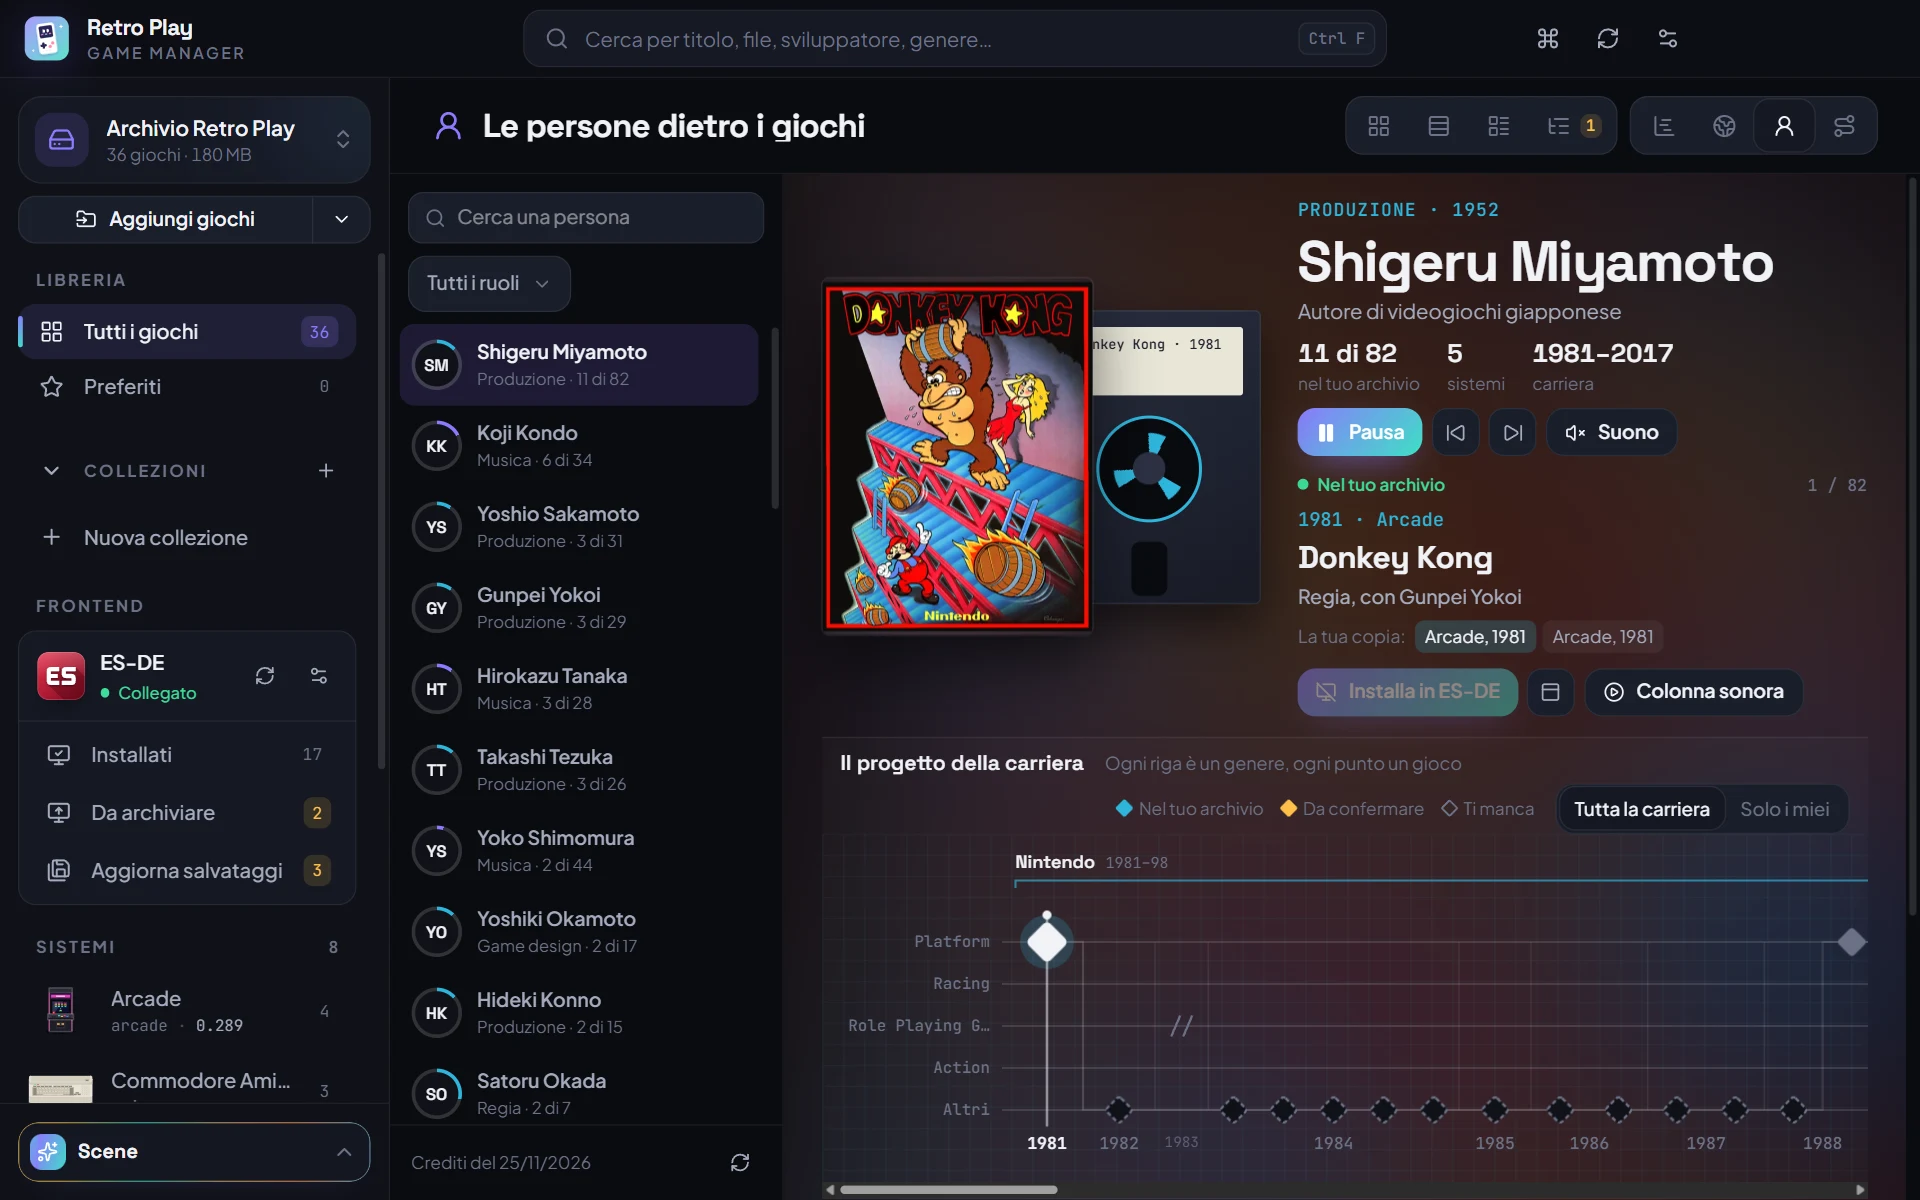 Retro Play
GAME MANAGER
Cerca per titolo, file, sviluppatore, genere…
Ctrl F
Archivio Retro Play
36 giochi · 180 MB
Aggiungi giochi
LIBRERIA
Tutti i giochi
36
Preferiti
0
COLLEZIONI
Nuova collezione
FRONTEND
ES
ES-DE
Collegato
Installati
17
Da archiviare
2
Aggiorna salvataggi
3
SISTEMI
8
Arcade
4
arcade · 0.289
Commodore Ami…
3
Scene
Le persone dietro i giochi
1
Cerca una persona
Tutti i ruoli
SM
Shigeru Miyamoto
Produzione · 11 di 82
KK
Koji Kondo
Musica · 6 di 34
YS
Yoshio Sakamoto
Produzione · 3 di 31
GY
Gunpei Yokoi
Produzione · 3 di 29
HT
Hirokazu Tanaka
Musica · 3 di 28
TT
Takashi Tezuka
Produzione · 3 di 26
YS
Yoko Shimomura
Musica · 2 di 44
YO
Yoshiki Okamoto
Game design · 2 di 17
HK
Hideki Konno
Produzione · 2 di 15
SO
Satoru Okada
Regia · 2 di 7
Crediti del 25/11/2026
DONKEY KONG
Nintendo
nkey Kong · 1981
PRODUZIONE · 1952
Shigeru Miyamoto
Autore di videogiochi giapponese
11 di 82
nel tuo archivio
5
sistemi
1981–2017
carriera
Pausa
Suono
Nel tuo archivio
1 / 82
1981 · Arcade
Donkey Kong
Regia, con Gunpei Yokoi
La tua copia:
Arcade, 1981
Arcade, 1981
Installa in ES-DE
Colonna sonora
Il progetto della carriera
Ogni riga è un genere, ogni punto un gioco
Nel tuo archivio
Da confermare
Ti manca
Tutta la carriera
Solo i miei
Nintendo 1981–98
Platform
Racing
Role Playing G…
//
Action
Altri
1981 1982 1983 1984 1985 1986 1987 1988